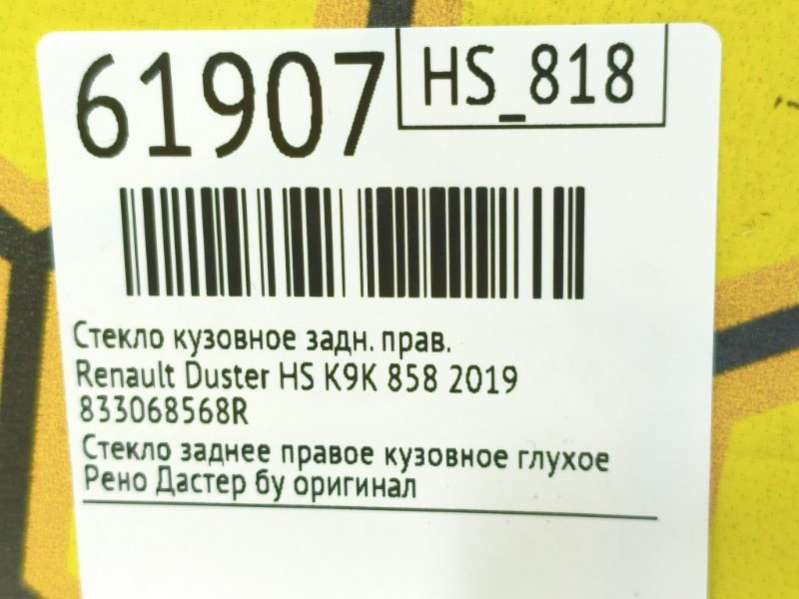 61907
HS_818
Стекло кузовное задн. прав.
Renault Duster HS K9K 858 2019
833068568R
Стекло заднее правое кузовное глухое
Рено Дастер бу оригинал